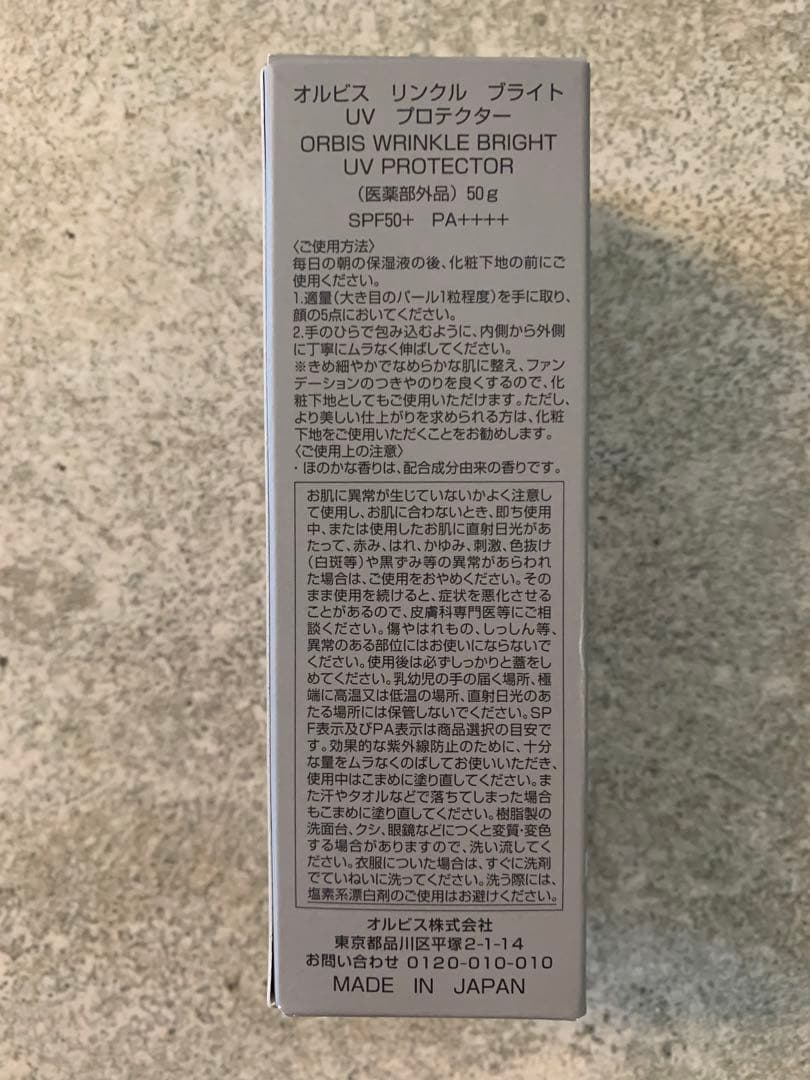 オルビス リンクル ブライト
UV プロテクター
ORBIS WRINKLE BRIGHT
UV PROTECTOR
（医薬部外品）50g
SPF50+ PA++++
〈ご使用方法〉
毎日の朝の保湿液の後、化粧下地の前にご
使用ください。
1.適量（大き目のパール1粒程度）を手に取り、
顔の5点においてください。
2.手のひらで包み込むように、内側から外側
に丁寧にムラなく伸ばしてください。
※きめ細やかでなめらかな肌に整え、ファン
デーションのつきやのりを良くするので、化
粧下地としてもご使用いただけます。ただし、
より美しい仕上がりを求められる方は、化粧
下地をご使用いただくことをお勧めします。
〈ご使用上の注意〉
・ほのかな香りは、配合成分由来の香りです。
お肌に異常が生じていないかよく注意し
て使用し、お肌に合わないとき、即ち使用
中、または使用したお肌に直射日光があ
たって、赤み、はれ、かゆみ、刺激、色抜け
（白斑等）や黒ずみ等の異常があらわれ
た場合は、ご使用をおやめください。その
まま使用を続けると、症状を悪化させる
ことがあるので、皮膚科専門医等にご相
談ください。傷やはれもの、しっしん等、
異常のある部位にはお使いにならないで
ください。使用後は必ずしっかりと蓋をし
めてください。乳幼児の手の届く場所、極
端に高温又は低温の場所、直射日光のあ
たる場所には保管しないでください。SP
F表示及びPA表示は商品選択の目安で
す。効果的な紫外線防止のために、十分
な量をムラなくのばしてお使いいただき、
使用中はこまめに塗り直してください。ま
た汗やタオルなどで落ちてしまった場合
もこまめに塗り直してください。樹脂製の
洗面台、クシ、眼鏡などにつくと変質・変色
する場合がありますので、洗い流してく
ださい。衣服についた場合は、すぐに洗剤
でていねいに洗ってください。洗う際には、
塩素系漂白剤のご使用はお避けください。
オルビス株式会社
東京都品川区平塚2-1-14
お問い合わせ 0120-010-010
MADE IN JAPAN